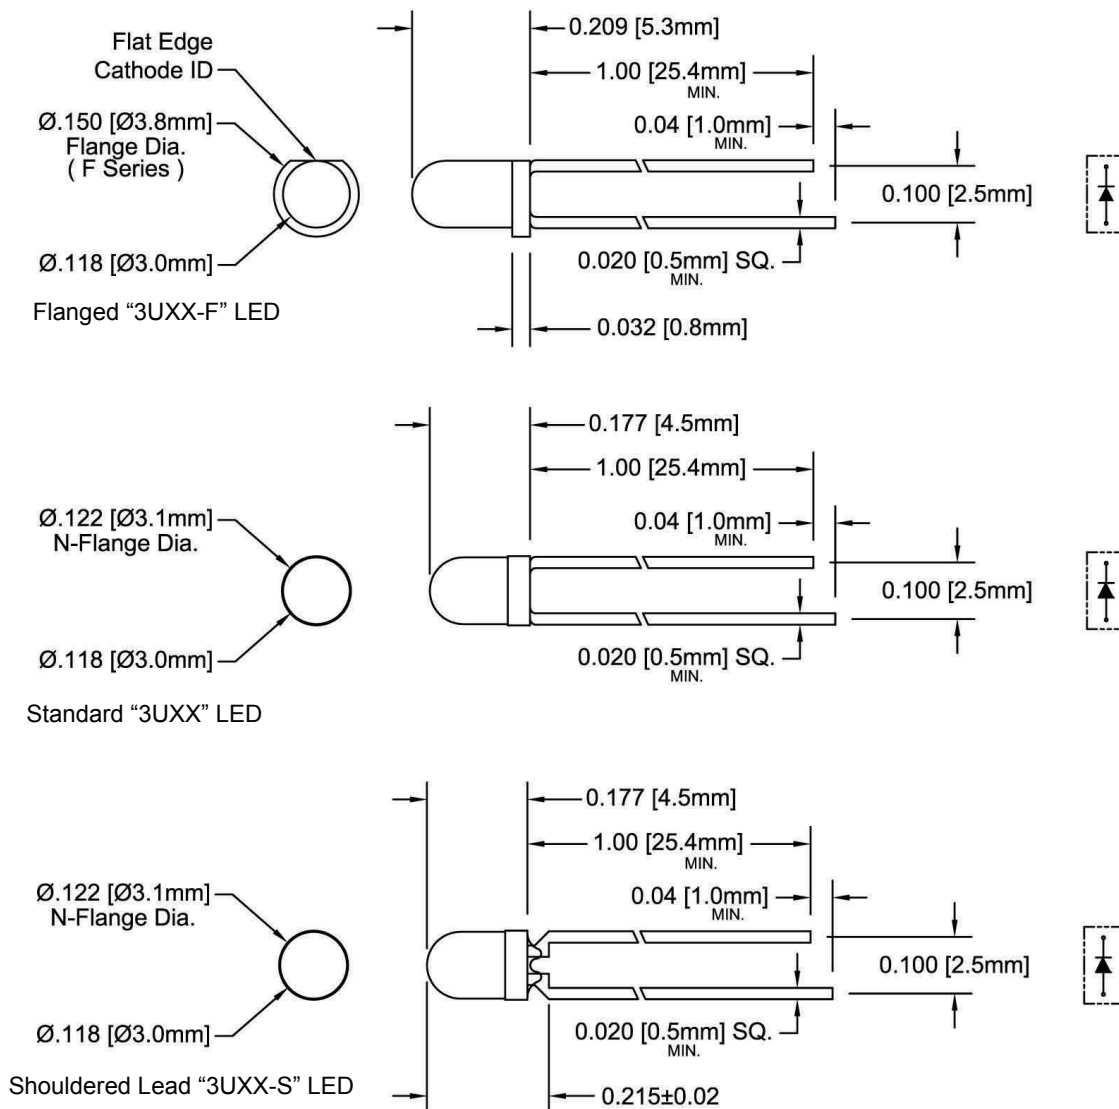 0.209 [5.3mm]
Flat Edge
Cathode ID
1.00 [25.4mm]
MIN.
Ø.150 [Ø3.8mm]
Flange Dia.
( F Series )
0.04 [1.0mm]
MIN.
0.100 [2.5mm]
Ø.118 [Ø3.0mm]
0.020 [0.5mm] SQ.
MIN.
Flanged “3UXX-F” LED
0.032 [0.8mm]
0.177 [4.5mm]
1.00 [25.4mm]
Ø.122 [Ø3.1mm]
N-Flange Dia.
0.04 [1.0mm]
MIN.
0.100 [2.5mm]
Ø.118 [Ø3.0mm]
0.020 [0.5mm] SQ.
MIN.
Standard “3UXX” LED
0.177 [4.5mm]
1.00 [25.4mm]
MIN.
Ø.122 [Ø3.1mm]
N-Flange Dia.
0.04 [1.0mm]
MIN.
0.100 [2.5mm]
Ø.118 [Ø3.0mm]
0.020 [0.5mm] SQ.
MIN.
Shouldered Lead “3UXX-S” LED
0.215±0.02